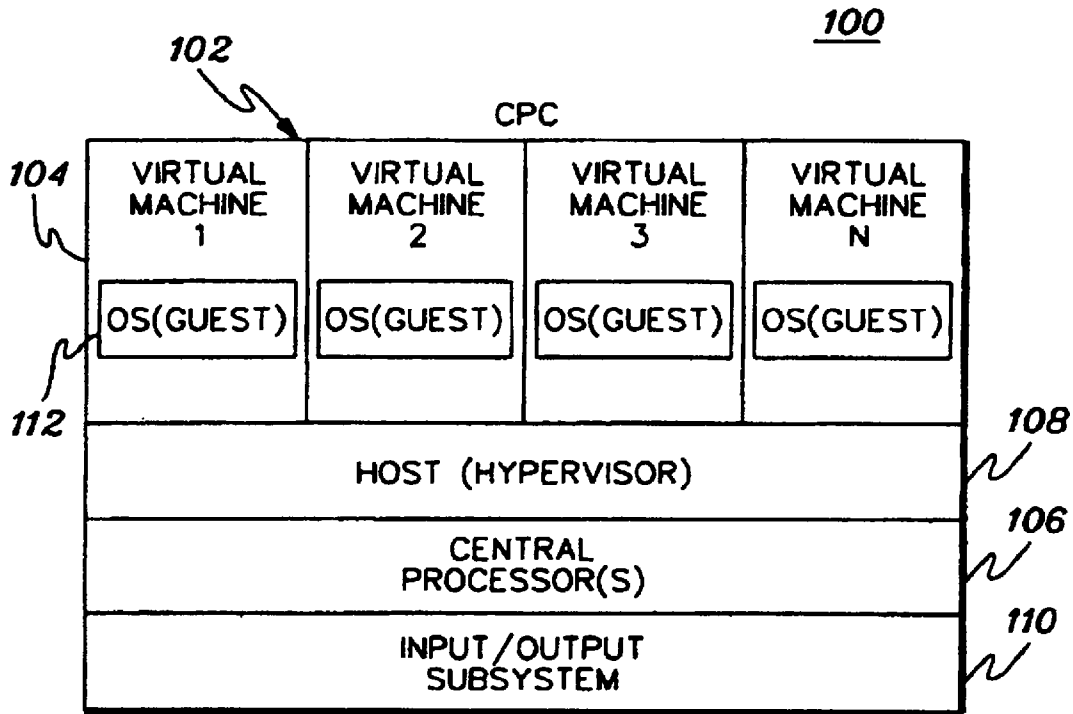 100
102
CPC
104
VIRTUAL MACHINE 1
VIRTUAL MACHINE 2
VIRTUAL MACHINE 3
VIRTUAL MACHINE N
OS(GUEST)
OS(GUEST)
OS(GUEST)
OS(GUEST)
112
108
HOST (HYPERVISOR)
106
CENTRAL
PROCESSOR(S)
110
INPUT/OUTPUT
SUBSYSTEM